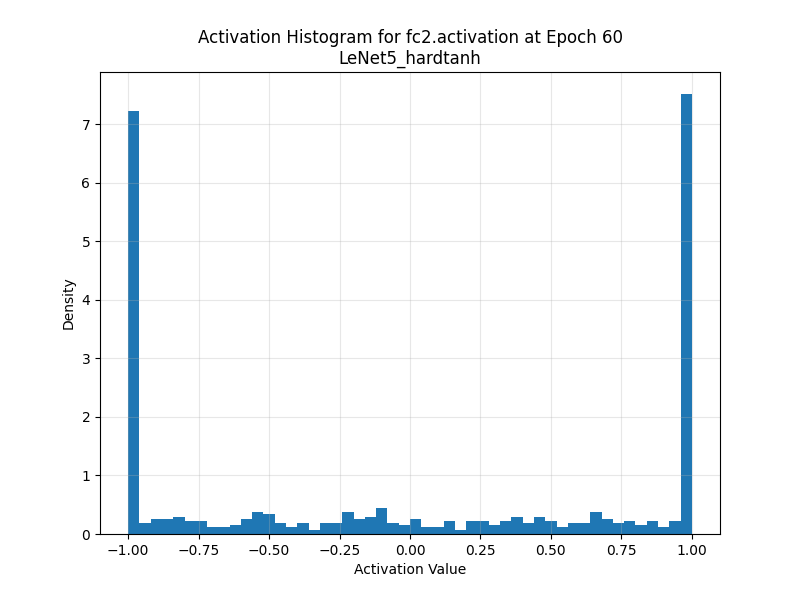 Activation Histogram for fc2.activation at Epoch 60
LeNet5_hardtanh
7
6
5
4
3
2
1
0
Density
−1.00 −0.75 −0.50 −0.25 0.00 0.25 0.50 0.75 1.00
Activation Value